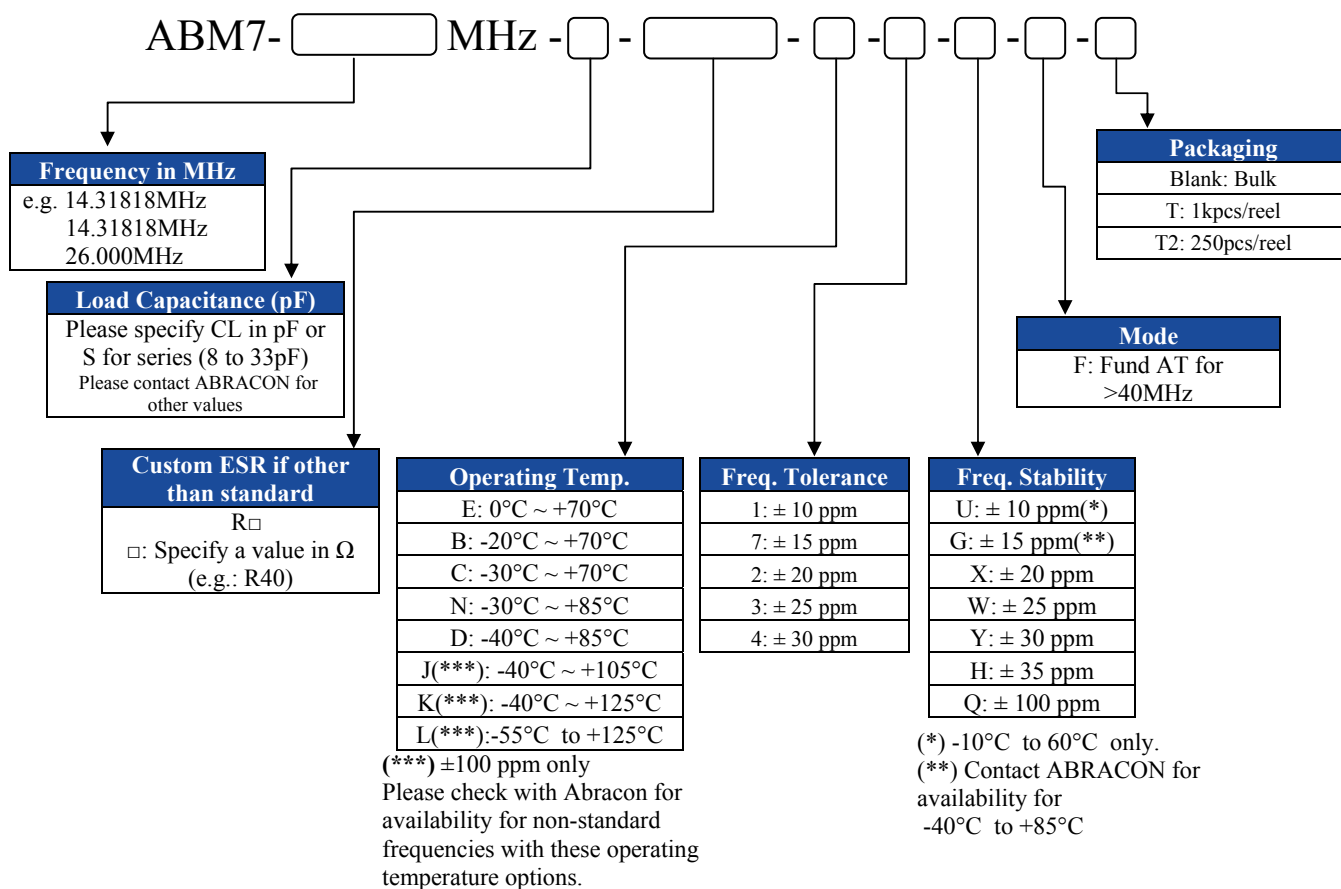 ABM7- MHz - - - - - - -
Frequency in MHz
e.g. 14.31818MHz
14.31818MHz
26.000MHz
Load Capacitance (pF)
Please specify CL in pF or
S for series (8 to 33pF)
Please contact ABRACON for
other values
Custom ESR if other
than standard
R□
□: Specify a value in Ω
(e.g.: R40)
Operating Temp.
E: 0°C ~ +70°C
B: -20°C ~ +70°C
C: -30°C ~ +70°C
N: -30°C ~ +85°C
D: -40°C ~ +85°C
J(***): -40°C ~ +105°C
K(***): -40°C ~ +125°C
L(***):-55°C to +125°C
(***) ±100 ppm only
Please check with Abracon for
availability for non-standard
frequencies with these operating
temperature options.
Freq. Tolerance
1: ± 10 ppm
7: ± 15 ppm
2: ± 20 ppm
3: ± 25 ppm
4: ± 30 ppm
Freq. Stability
U: ± 10 ppm(*)
G: ± 15 ppm(**)
X: ± 20 ppm
W: ± 25 ppm
Y: ± 30 ppm
H: ± 35 ppm
Q: ± 100 ppm
(*) -10°C to 60°C only.
(**) Contact ABRACON for
availability for
-40°C to +85°C
Mode
F: Fund AT for
>40MHz
Packaging
Blank: Bulk
T: 1kpcs/reel
T2: 250pcs/reel